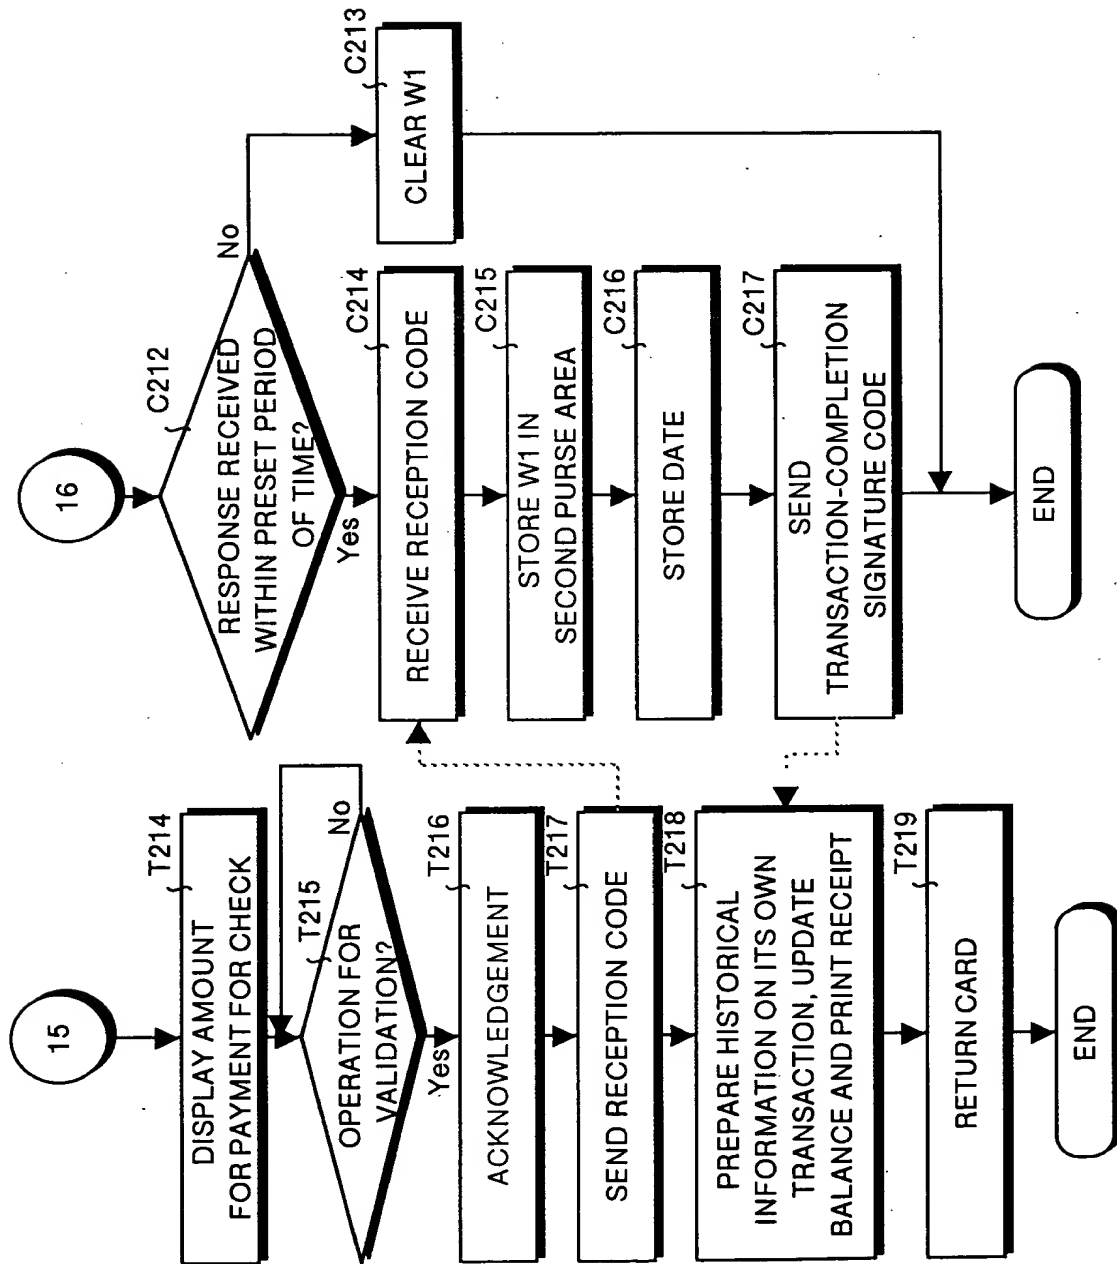 15
T214
DISPLAY AMOUNT
FOR PAYMENT FOR CHECK
T215
OPERATION FOR
VALIDATION?
No
Yes
T216
ACKNOWLEDGEMENT
T217
SEND RECEPTION CODE
T218
PREPARE HISTORICAL
INFORMATION ON ITS OWN
TRANSACTION, UPDATE
BALANCE AND PRINT RECEIPT
T219
RETURN CARD
END
16
C212
RESPONSE RECEIVED
WITHIN PRESET PERIOD
OF TIME?
No
Yes
C213
CLEAR W1
C214
RECEIVE RECEPTION CODE
C215
STORE W1 IN
SECOND PURSE AREA
C216
STORE DATE
C217
SEND
TRANSACTION-COMPLETION
SIGNATURE CODE
END